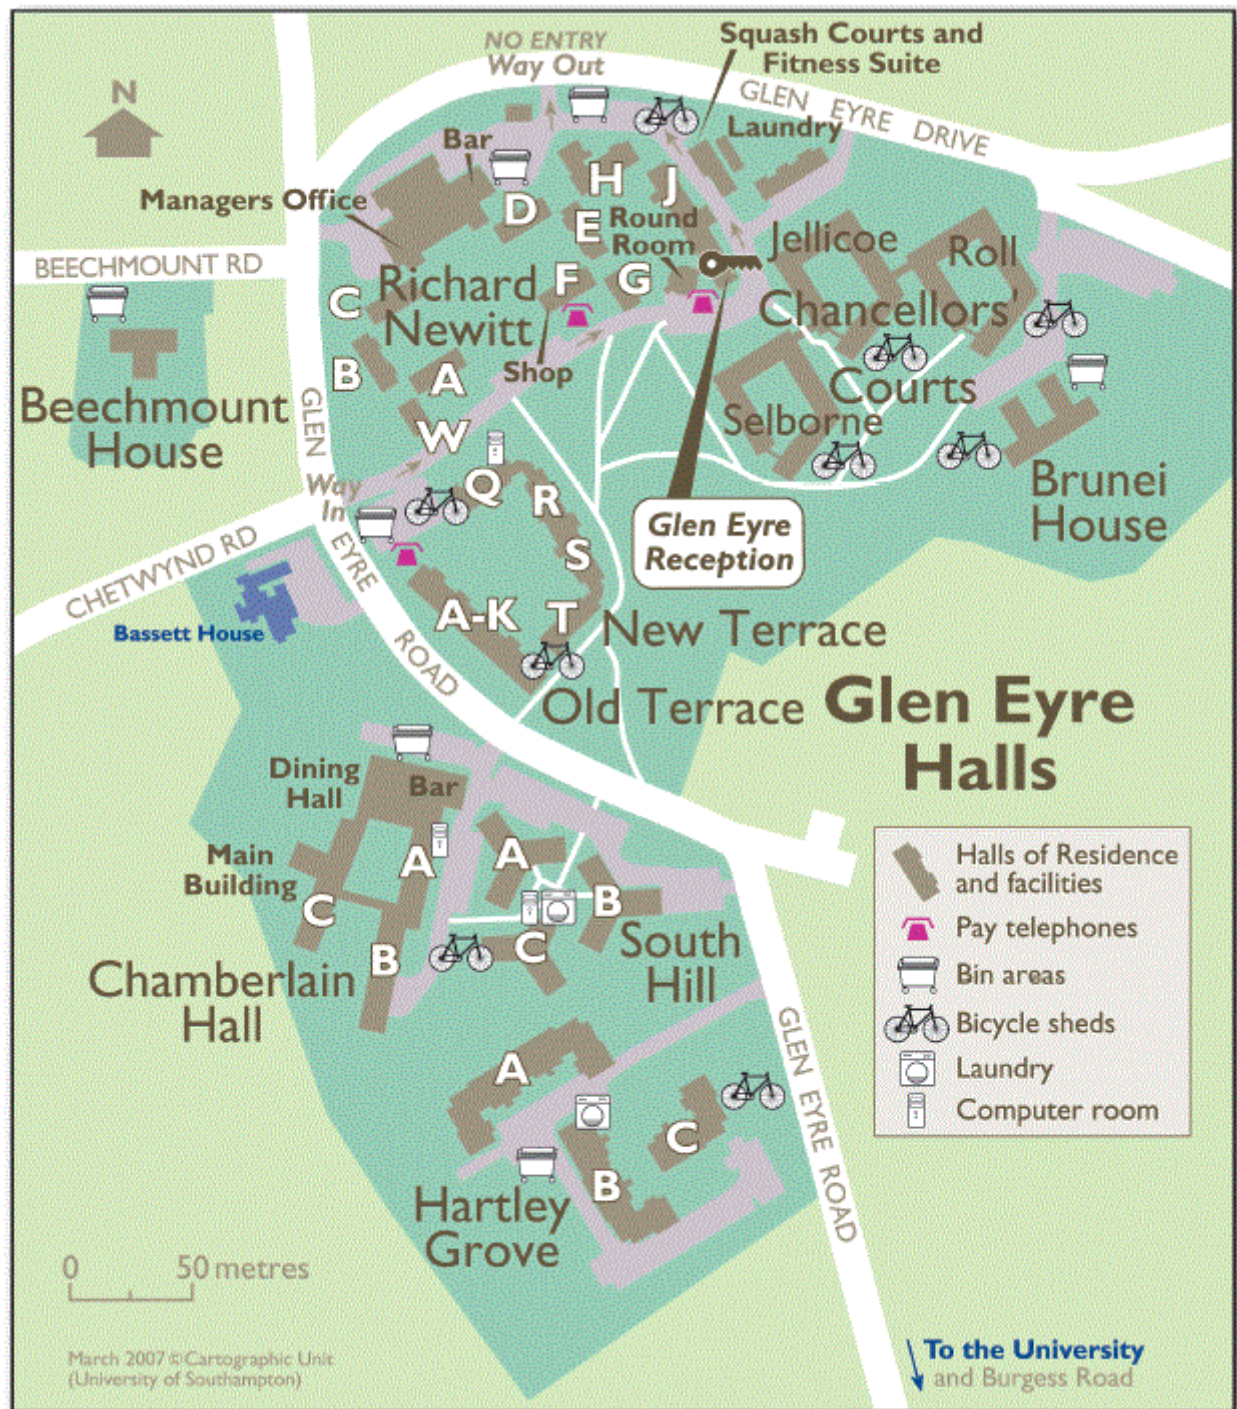 NO ENTRY
Way Out
Squash Courts and
Fitness Suite
GLEN EYRE DRIVE
N
Bar
Laundry
Managers Office
H
J
D
E
Round
Room
Jellicoe
Roll
BEECHMOUNT RD
Richard
Newitt
F
G
C
Chancellors'
Courts
B
A
Shop
Selborne
Beechmount
House
GLEN EYRE ROAD
W
Way
In
Q
R
Brunei
House
Glen Eyre
Reception
CHETWYND RD
S
Bassett House
A-K
T
New Terrace
Old Terrace
Glen Eyre
Halls
Dining
Hall
Bar
Main
Building
A
A
C
B
B
C
South
Hill
Chamberlain
Hall
Halls of Residence
and facilities
Pay telephones
Bin areas
Bicycle sheds
Laundry
Computer room
GLEN EYRE ROAD
A
C
B
Hartley
Grove
0 50 metres
March 2007 © Cartographic Unit
(University of Southampton)
To the University
and Burgess Road